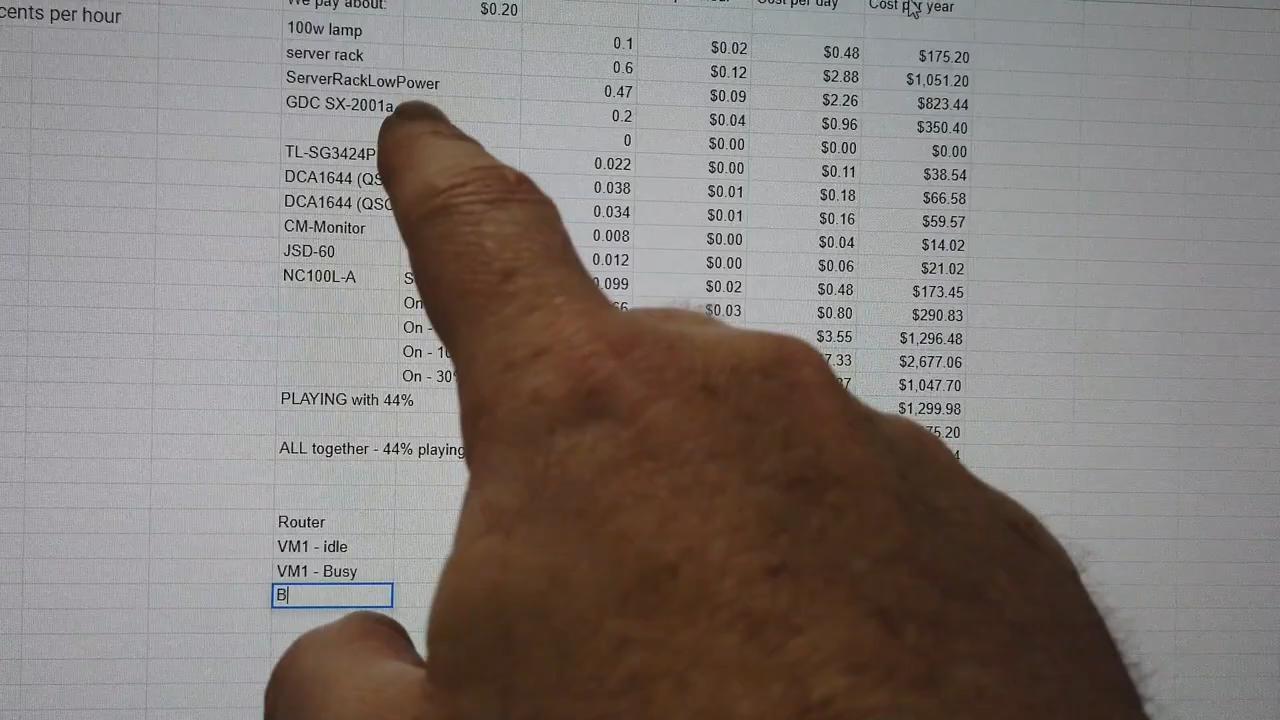 cents per hour
We pay about: $0.20 Cost per day Cost per year
100w lamp 0.1 $0.02 $0.48 $175.20
server rack 0.6 $0.12 $2.88 $1,051.20
ServerRackLowPower 0.47 $0.09 $2.26 $823.44
GDC SX-2001a 0.2 $0.04 $0.96 $350.40
0 $0.00 $0.00 $0.00
TL-SG3424P 0.022 $0.00 $0.11 $38.54
DCA1644 (QS 0.038 $0.01 $0.18 $66.58
DCA1644 (QSC 0.034 $0.01 $0.16 $59.57
CM-Monitor 0.008 $0.00 $0.04 $14.02
JSD-60 0.012 $0.00 $0.06 $21.02
NC100L-A S 0.099 $0.02 $0.48 $173.45
On $0.03 $0.80 $290.83
On - $3.55 $1,296.48
On - 10 7.33 $2,677.06
On - 30% $1,047.70
PLAYING with 44% $1,299.98
75.20
ALL together - 44% playing
Router
VM1 - idle
VM1 - Busy
B